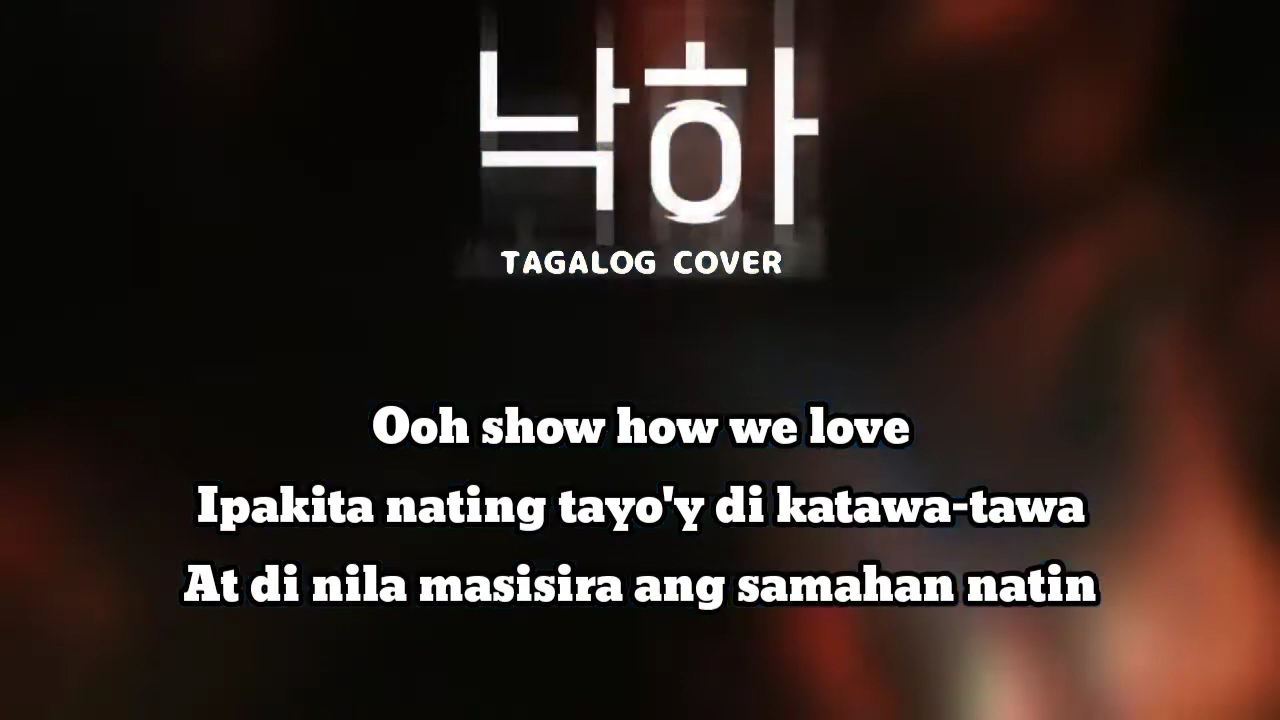 낙하
TAGALOG COVER
Ooh show how we love
Ipakita nating tayo'y di katawa-tawa
At di nila masisira ang samahan natin